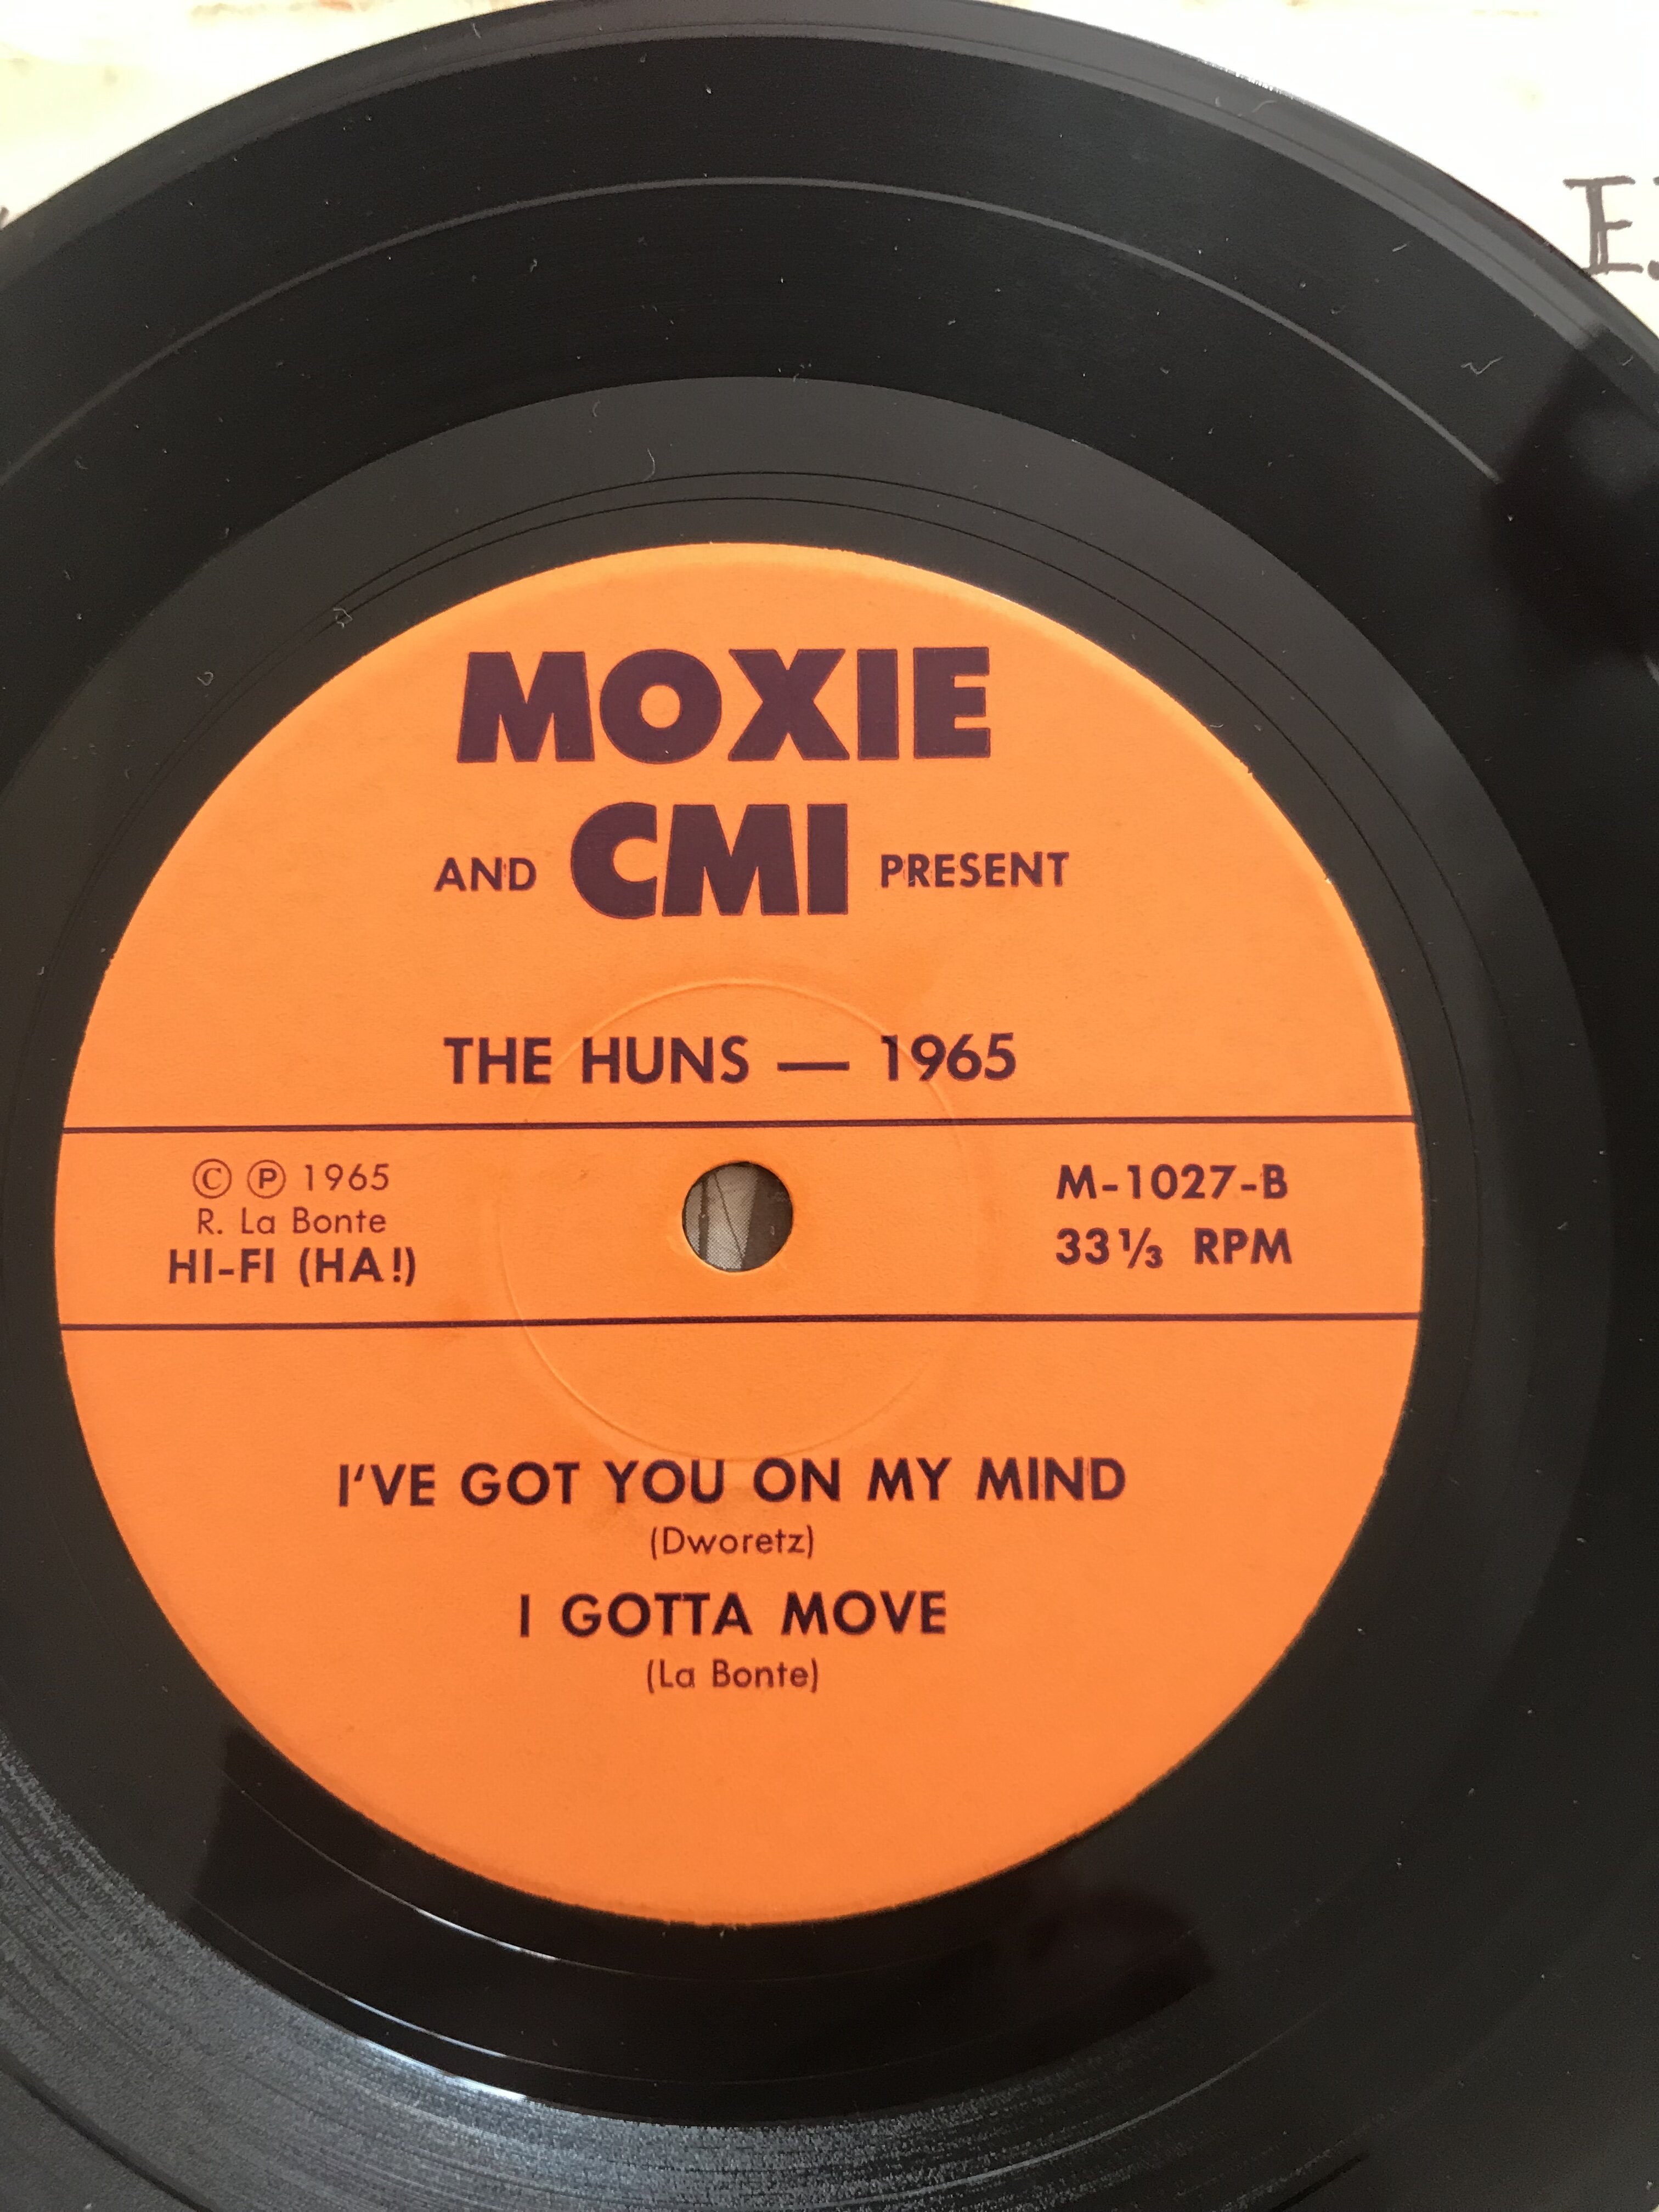 MOXIE
AND CMI PRESENT
THE HUNS — 1965
© ℗ 1965
R. La Bonte
HI-FI (HA!)
M-1027-B
33⅓ RPM
I'VE GOT YOU ON MY MIND
(Dworetz)
I GOTTA MOVE
(La Bonte)